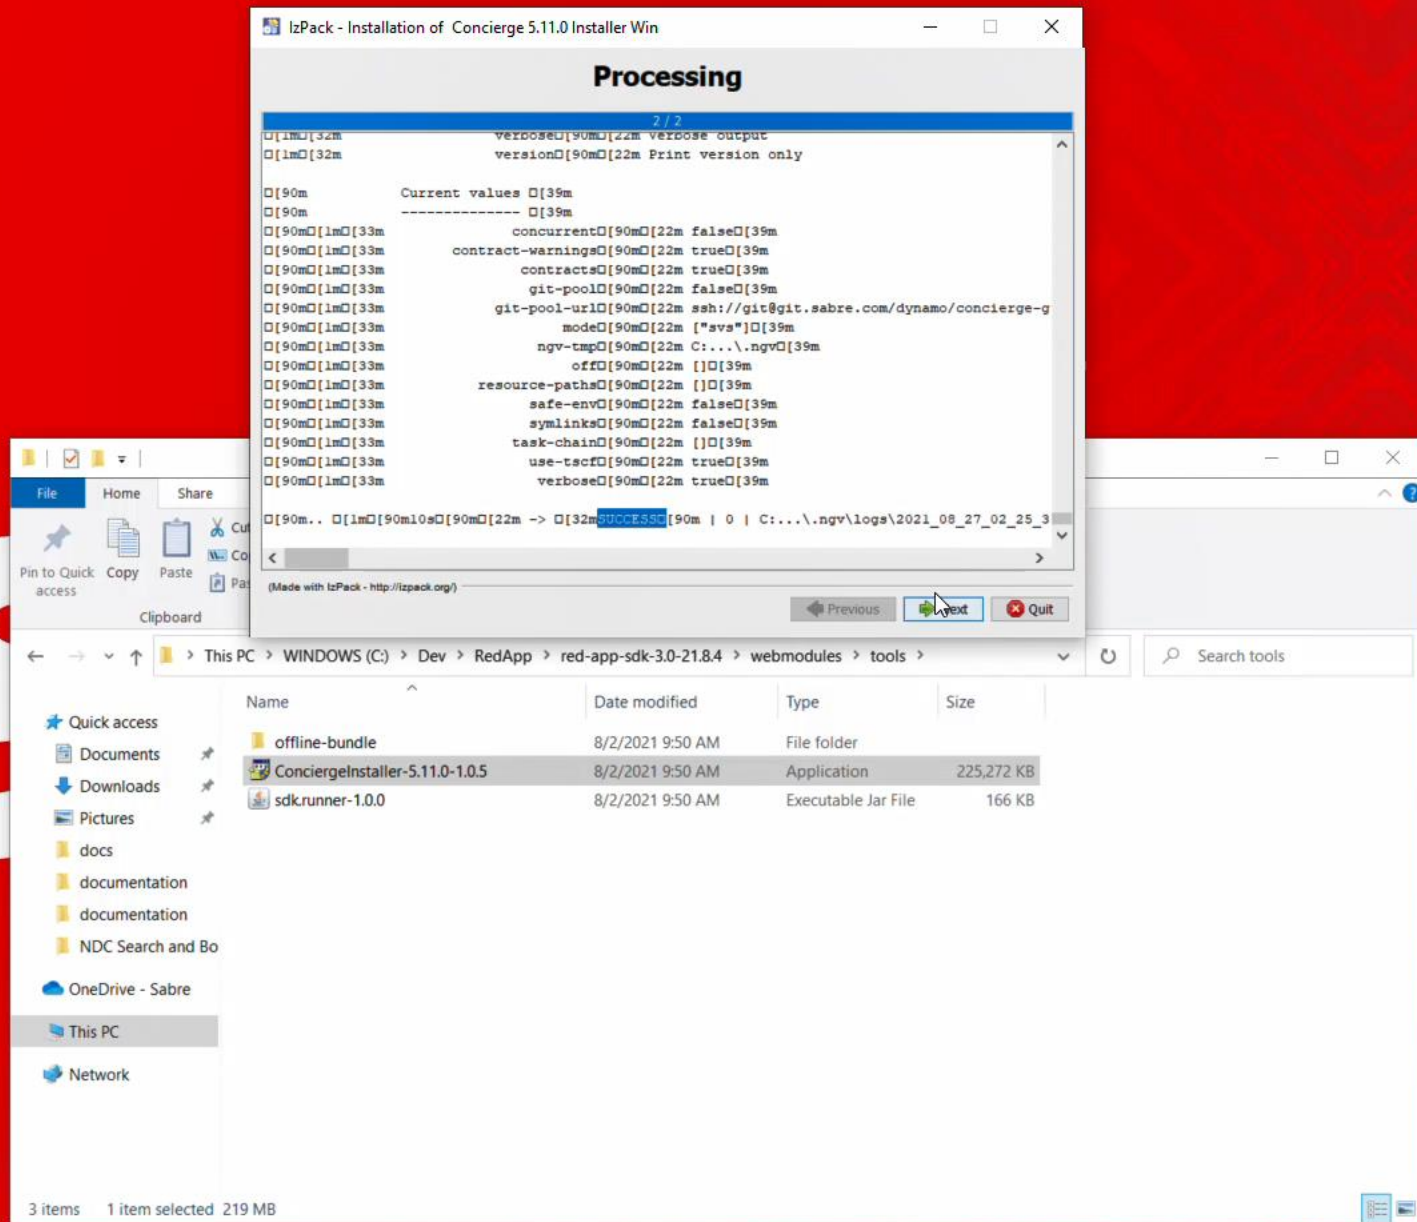 IzPack - Installation of  Concierge 5.11.0 Installer Win
Processing
2 / 2
□[1m□[32m verbose□[90m□[22m Verbose output
□[1m□[32m version□[90m□[22m Print version only
□[90m Current values □[39m
□[90m -------------- □[39m
□[90m□[1m□[33m concurrent□[90m□[22m false□[39m
□[90m□[1m□[33m contract-warnings□[90m□[22m true□[39m
□[90m□[1m□[33m contracts□[90m□[22m true□[39m
□[90m□[1m□[33m git-pool□[90m□[22m false□[39m
□[90m□[1m□[33m git-pool-url□[90m□[22m ssh://git@git.sabre.com/dynamo/concierge-g
□[90m□[1m□[33m mode□[90m□[22m ["svs"]□[39m
□[90m□[1m□[33m ngv-tmp□[90m□[22m C:...\.ngv□[39m
□[90m□[1m□[33m off□[90m□[22m []□[39m
□[90m□[1m□[33m resource-paths□[90m□[22m []□[39m
□[90m□[1m□[33m safe-env□[90m□[22m false□[39m
□[90m□[1m□[33m symlinks□[90m□[22m false□[39m
□[90m□[1m□[33m task-chain□[90m□[22m []□[39m
□[90m□[1m□[33m use-tscf□[90m□[22m true□[39m
□[90m□[1m□[33m verbose□[90m□[22m true□[39m
□[90m.. □[1m□[90m10s□[90m□[22m -> □[32mSUCCESS□[90m | 0 | C:...\.ngv\logs\2021_08_27_02_25_3
(Made with IzPack - http://izpack.org/)
Previous
Quit
File Home Share
Pin to Quick access
Copy
Paste
Clipboard
This PC > WINDOWS (C:) > Dev > RedApp > red-app-sdk-3.0-21.8.4 > webmodules > tools >
Search tools
Name Date modified Type Size
offline-bundle 8/2/2021 9:50 AM File folder
ConciergeInstaller-5.11.0-1.0.5 8/2/2021 9:50 AM Application 225,272 KB
sdk.runner-1.0.0 8/2/2021 9:50 AM Executable Jar File 166 KB
Quick access
Documents
Downloads
Pictures
docs
documentation
documentation
NDC Search and Bo
OneDrive - Sabre
This PC
Network
3 items 1 item selected 219 MB